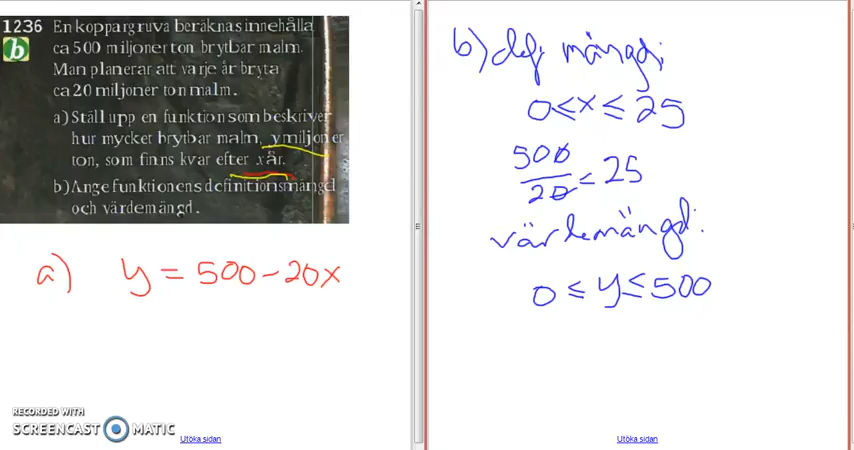 1236 En koppargruva beräknas innehålla
ca 500 miljoner ton brytbar malm.
b
Man planerar att varje år bryta
ca 20 miljoner ton malm.
a) Ställ upp en funktion som beskriver
hur mycket brytbar malm, y miljoner
ton, som finns kvar efter x år.
b) Ange funktionens definitionsmängd
och värdemängd.
a) y = 500 - 20x
RECORDED WITH
SCREENCAST MATIC
Utöka sidan
b) def mängd:
0 ≤ x ≤ 25
500/20 = 25
värdemängd:
0 ≤ y ≤ 500
Utöka sidan